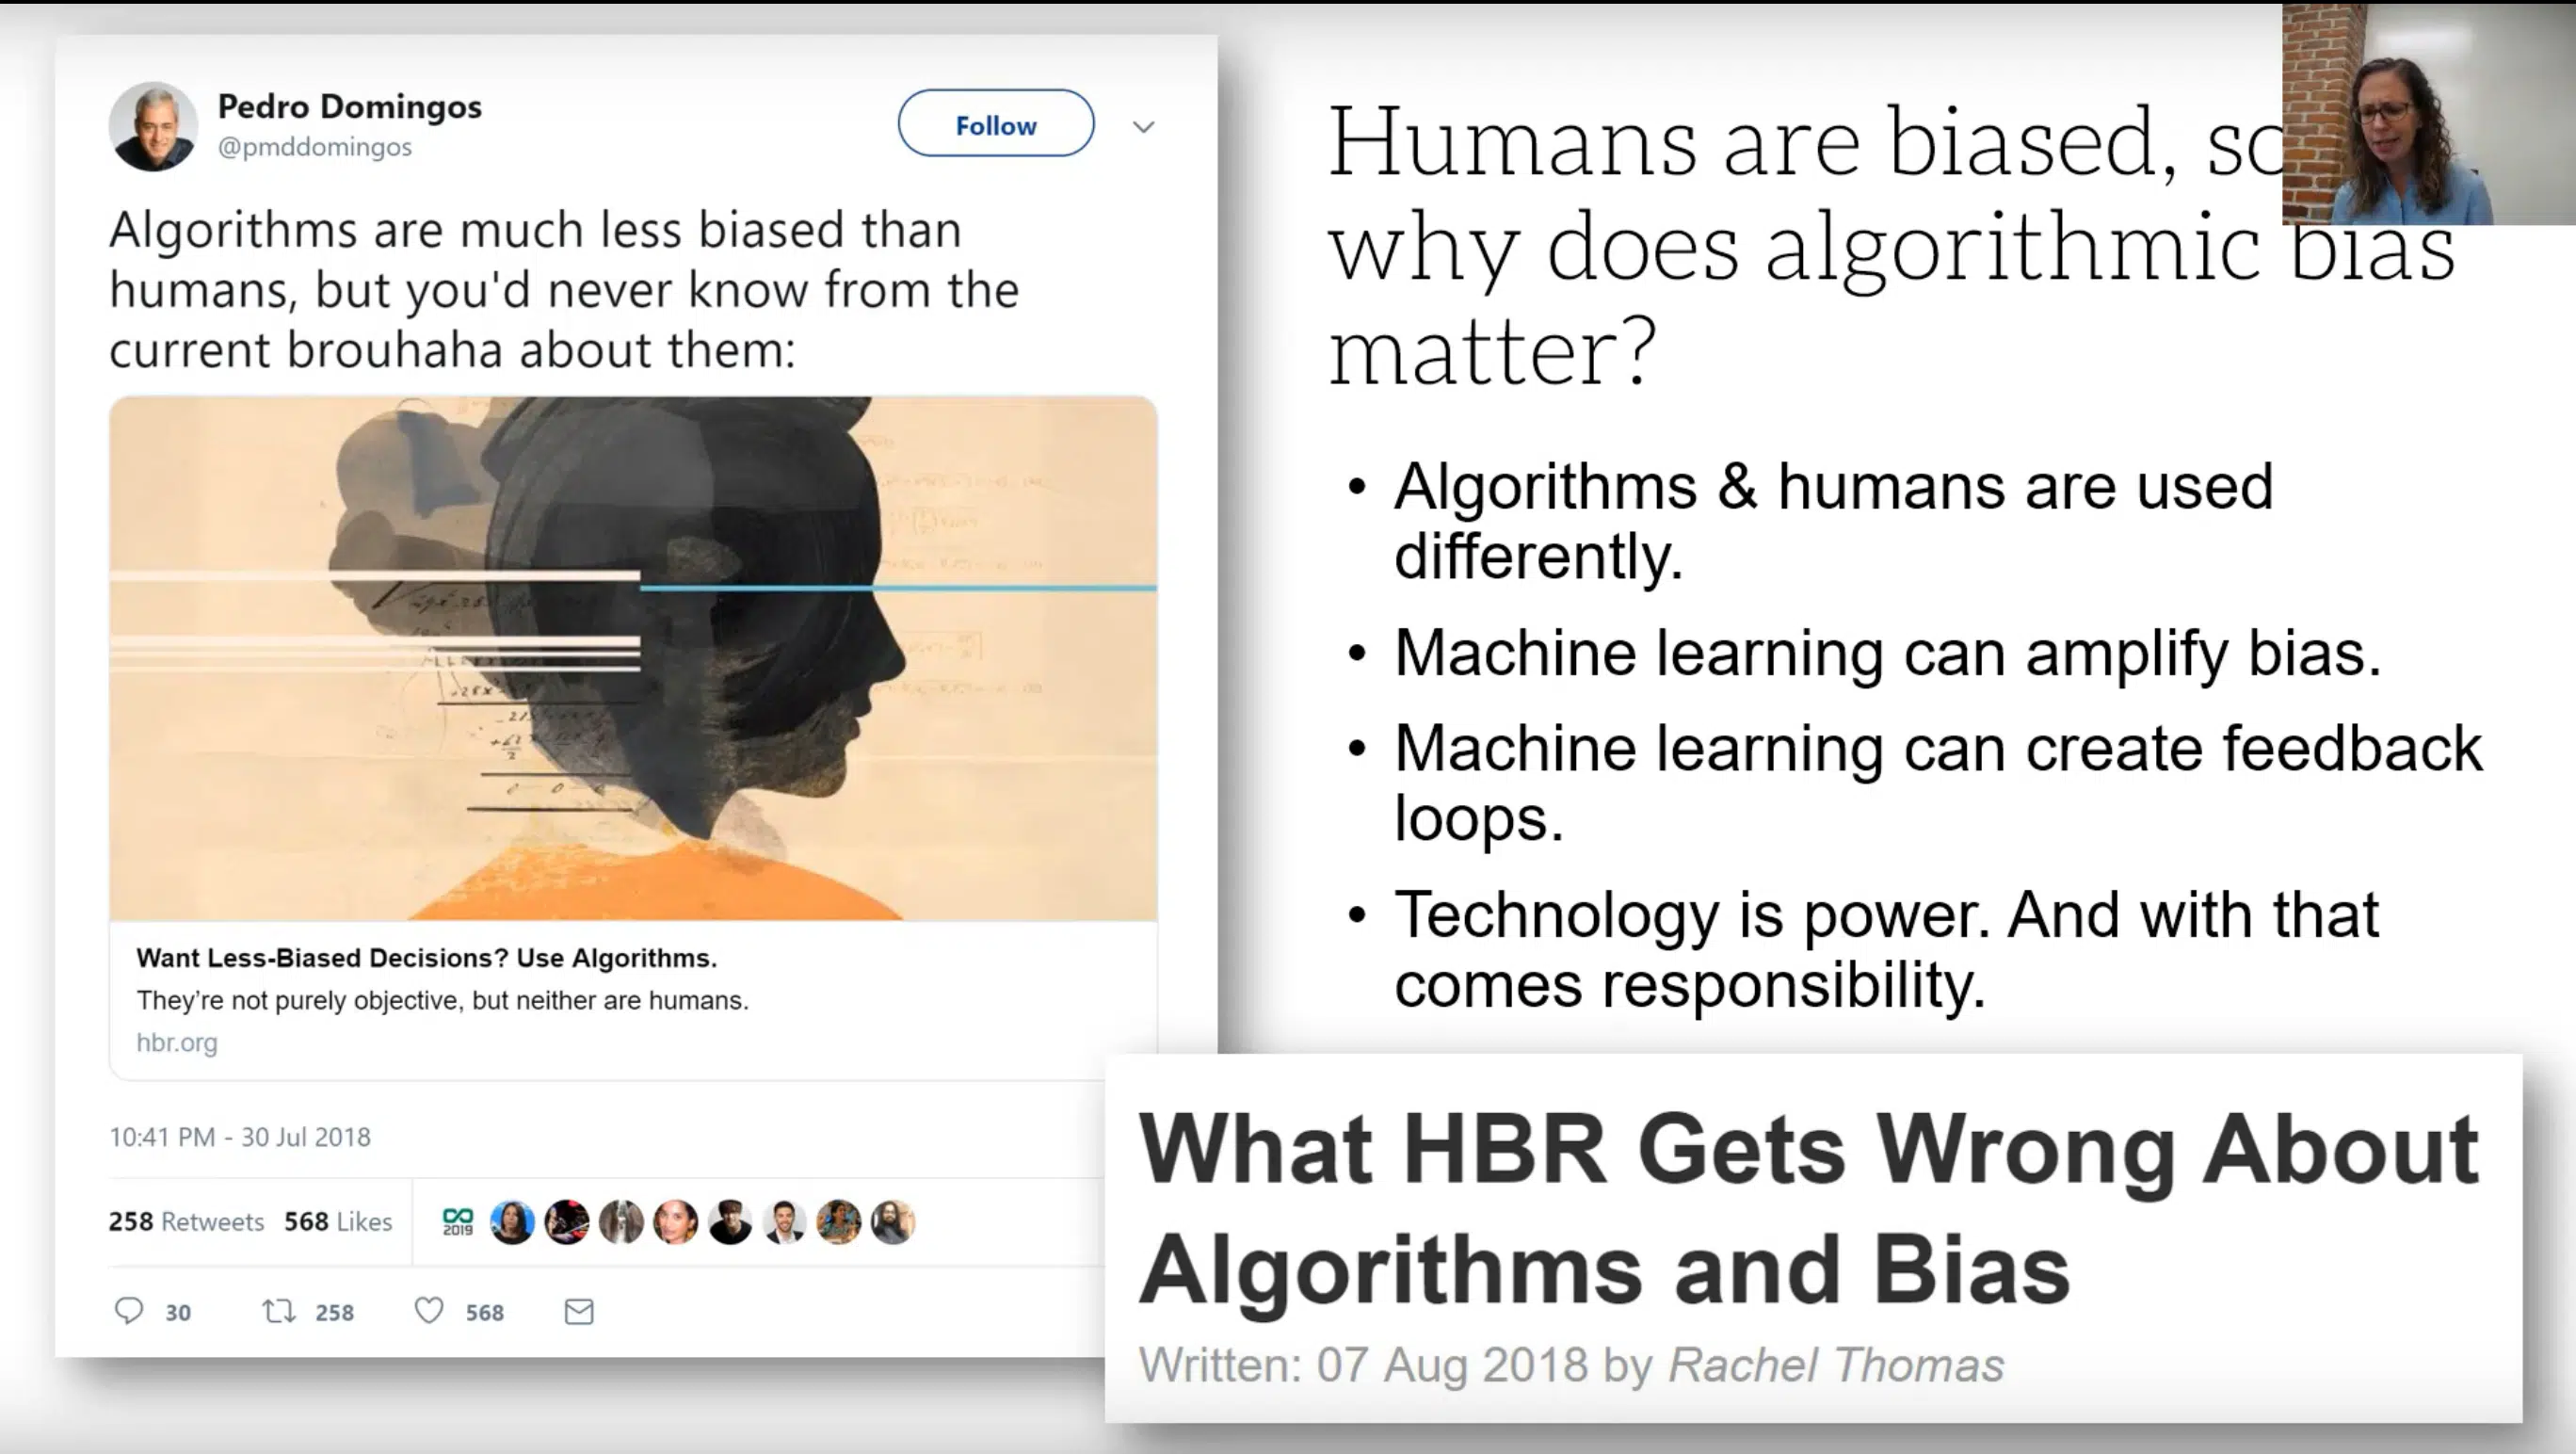 Pedro Domingos
@pmddomingos
Follow
Algorithms are much less biased than
humans, but you'd never know from the
current brouhaha about them:
Want Less-Biased Decisions? Use Algorithms.
They're not purely objective, but neither are humans.
hbr.org
10:41 PM - 30 Jul 2018
258 Retweets 568 Likes
2019
30 258 568
Humans are biased, so
why does algorithmic bias
matter?
• Algorithms & humans are used
differently.
• Machine learning can amplify bias.
• Machine learning can create feedback
loops.
• Technology is power. And with that
comes responsibility.
What HBR Gets Wrong About
Algorithms and Bias
Written: 07 Aug 2018 by Rachel Thomas